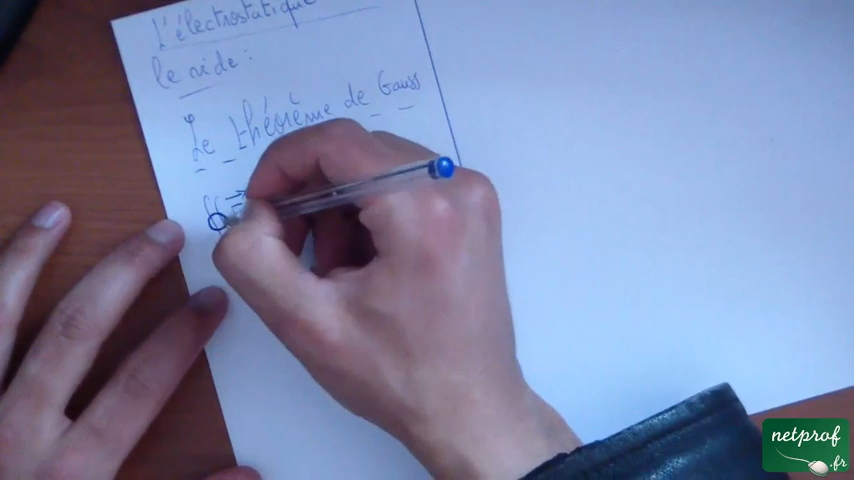 L'électrostatique
le vide :
Le théorème de Gauss
netprof
.fr